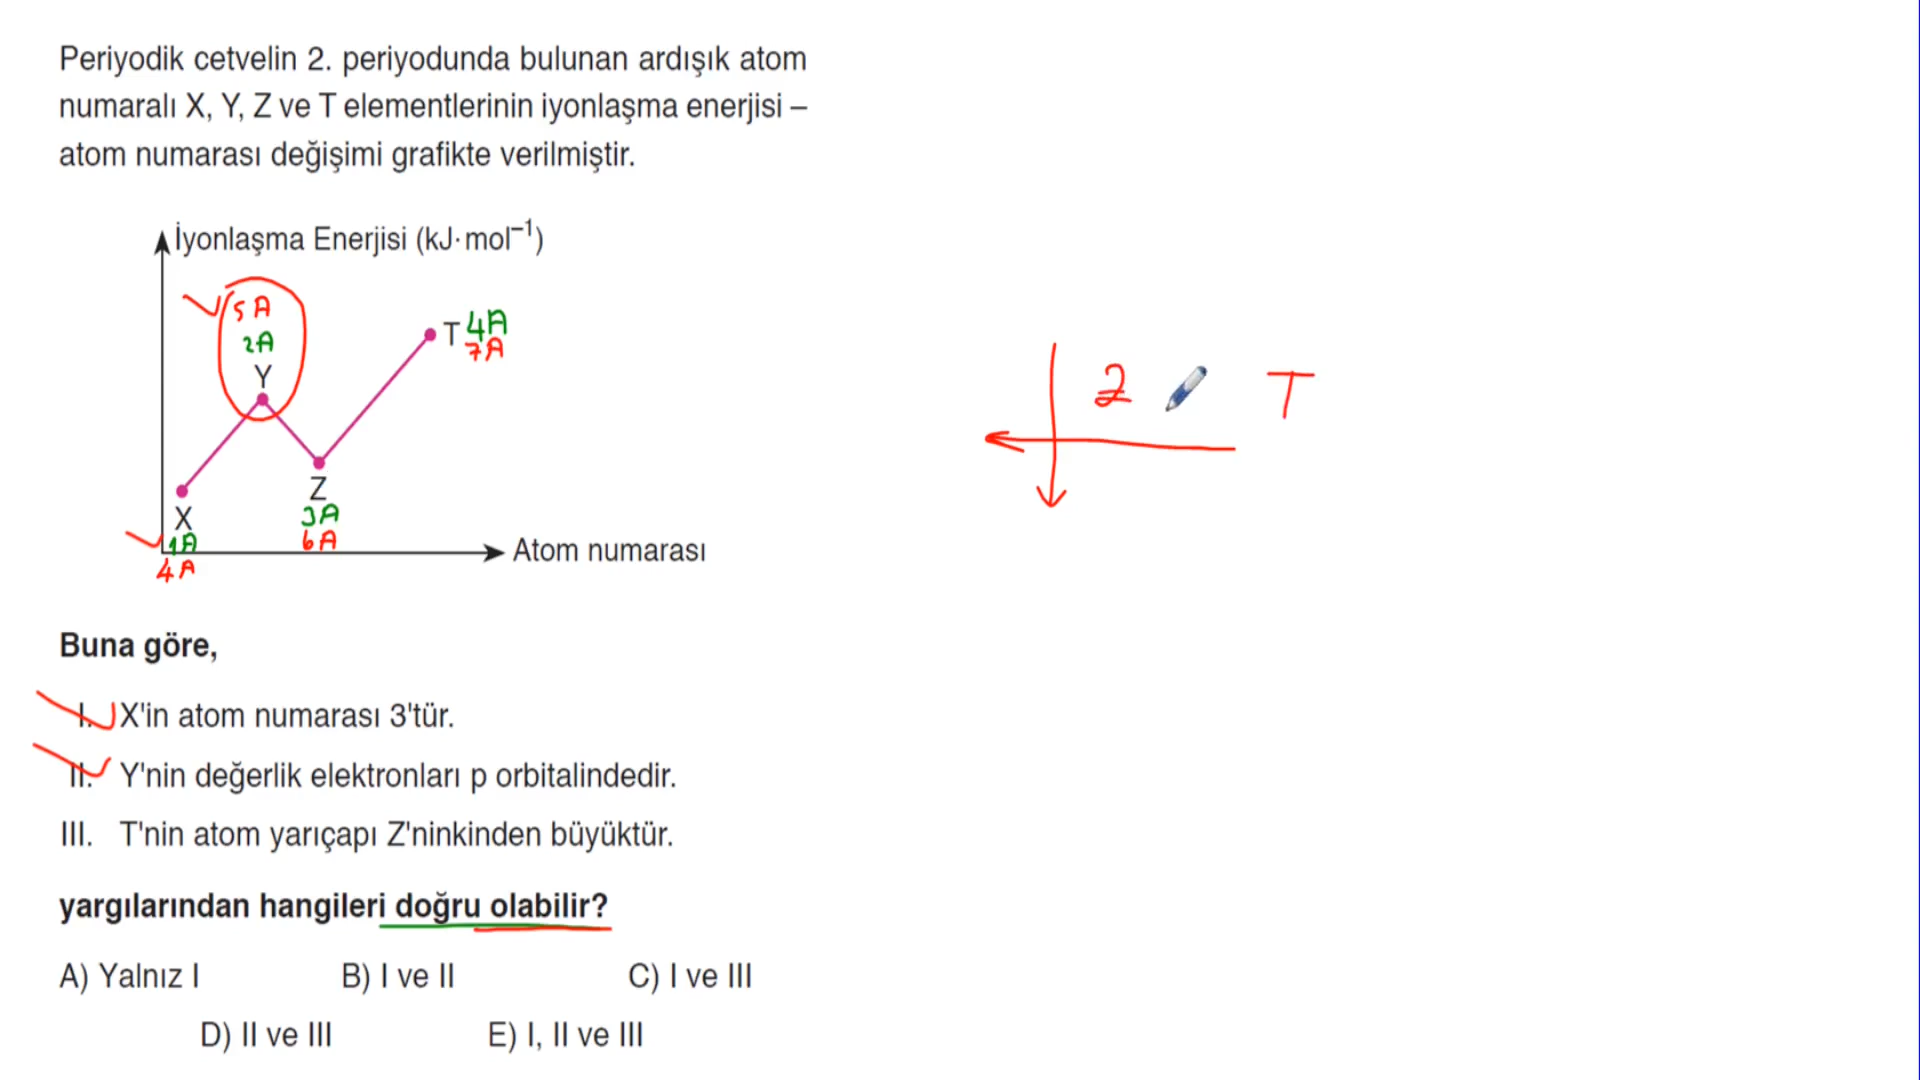 Periyodik cetvelin 2. periyodunda bulunan ardışık atom
numaralı X, Y, Z ve T elementlerinin iyonlaşma enerjisi –
atom numarası değişimi grafikte verilmiştir.
İyonlaşma Enerjisi (kJ·mol⁻¹)
5A
2A
Y
T 4A
7A
X
1A
4A
Z
3A
6A
Atom numarası
Z T
Buna göre,
I. X'in atom numarası 3'tür.
II. Y'nin değerlik elektronları p orbitalindedir.
III. T'nin atom yarıçapı Z'ninkinden büyüktür.
yargılarından hangileri doğru olabilir?
A) Yalnız I B) I ve II C) I ve III
D) II ve III E) I, II ve III